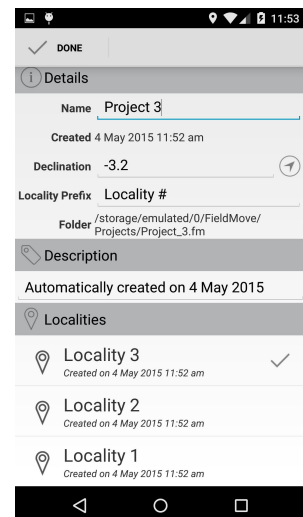 11:53
DONE
Details
Name Project 3
Created 4 May 2015 11:52 am
Declination -3.2
Locality Prefix Locality #
Folder /storage/emulated/0/FieldMove/
Projects/Project_3.fm
Description
Automatically created on 4 May 2015
Localities
Locality 3
Created on 4 May 2015 11:52 am
Locality 2
Created on 4 May 2015 11:52 am
Locality 1
Created on 4 May 2015 11:52 am